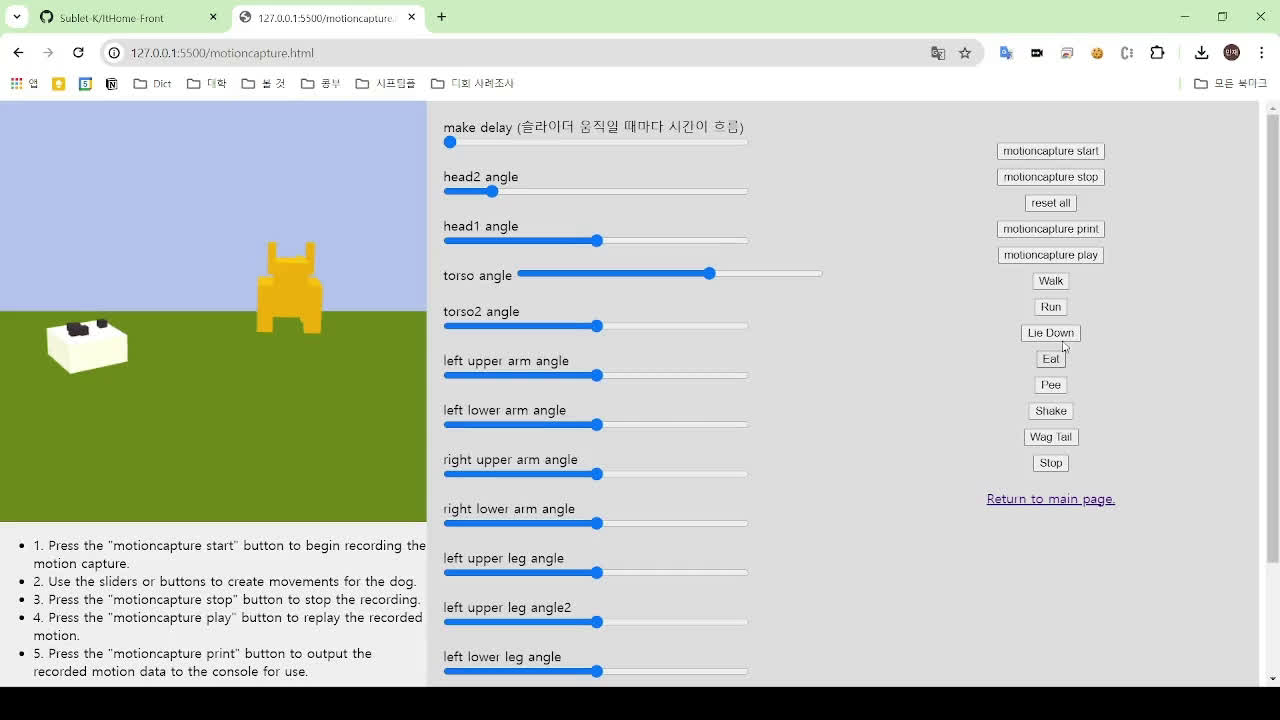 Sublet-K/ItHome-Front
127.0.0.1:5500/motioncapture.
127.0.0.1:5500/motioncapture.html
앱
Dict
대학
볼 것
공부
시프팀플
디회 사례조사
모든 북마크
make delay (슬라이더 움직일 때마다 시간이 흐름)
head2 angle
head1 angle
torso angle
torso2 angle
left upper arm angle
left lower arm angle
right upper arm angle
right lower arm angle
left upper leg angle
left upper leg angle2
left lower leg angle
motioncapture start
motioncapture stop
reset all
motioncapture print
motioncapture play
Walk
Run
Lie Down
Eat
Pee
Shake
Wag Tail
Stop
Return to main page.
1. Press the "motioncapture start" button to begin recording the
motion capture.
2. Use the sliders or buttons to create movements for the dog.
3. Press the "motioncapture stop" button to stop the recording.
4. Press the "motioncapture play" button to replay the recorded
motion.
5. Press the "motioncapture print" button to output the
recorded motion data to the console for use.